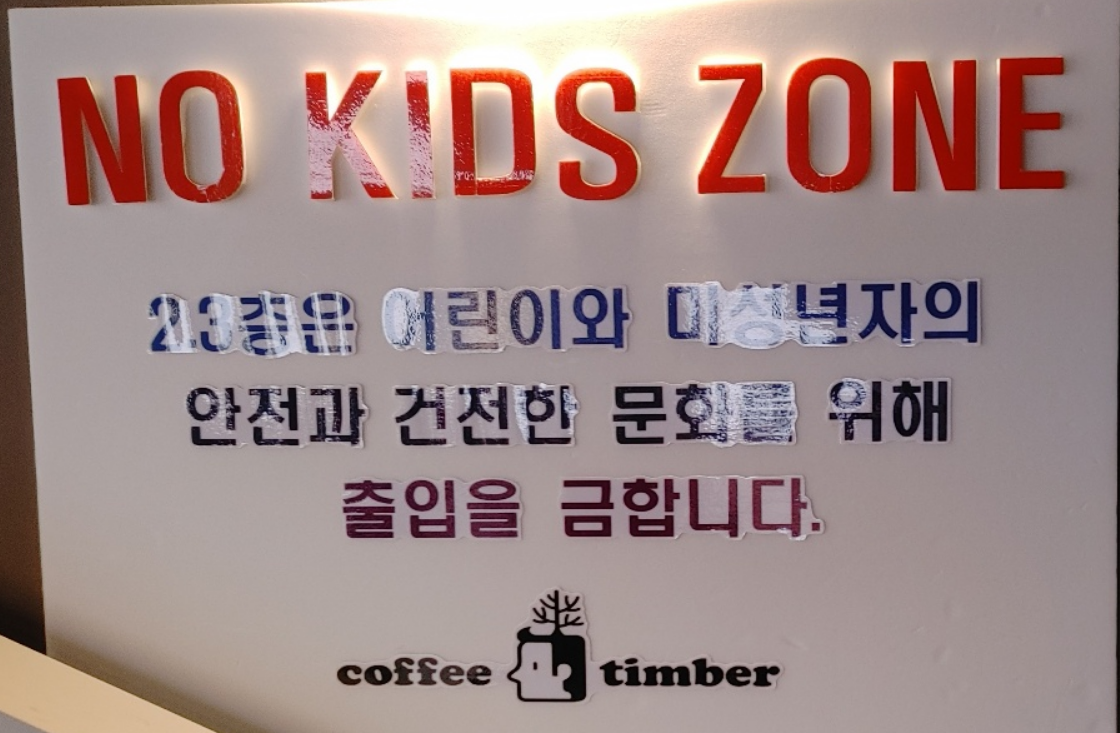 NO KIDS ZONE
2.3층은 어린이와 미성년자의
안전과 건전한 문화를 위해
출입을 금합니다.
coffee timber